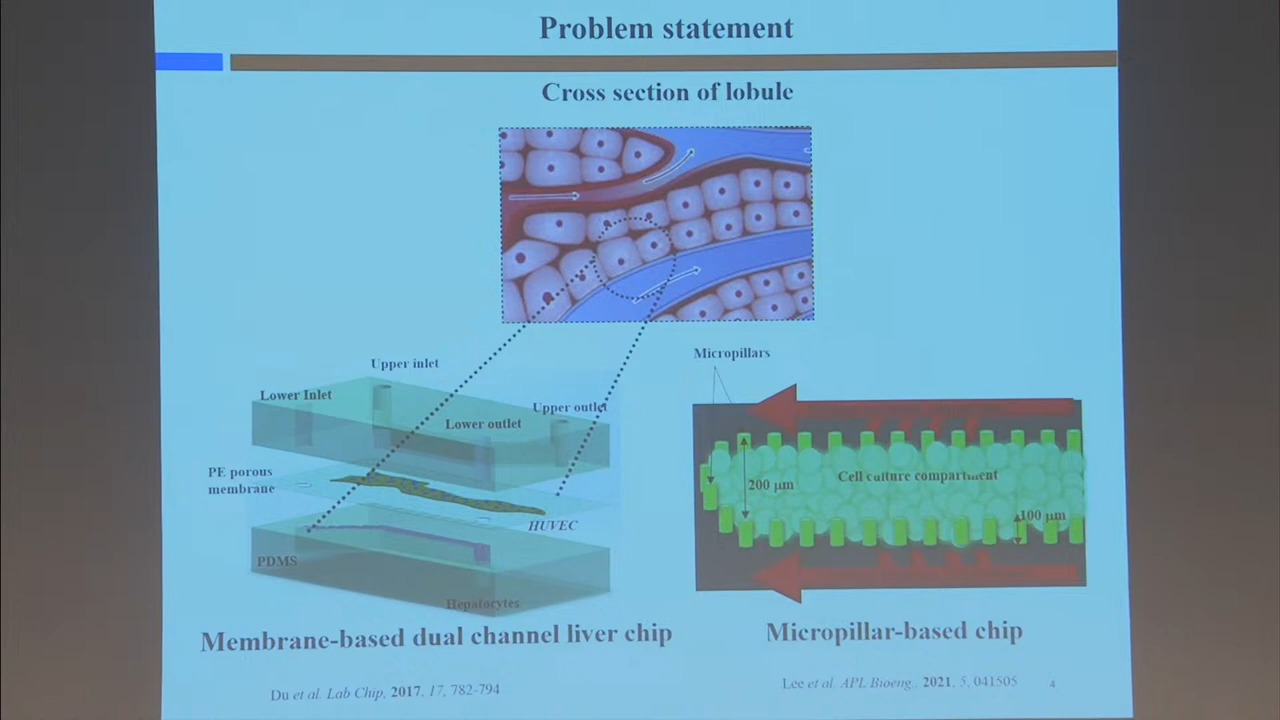 Problem statement
Cross section of lobule
Upper inlet
Lower Inlet
Upper outlet
Lower outlet
PE porous
membrane
HUVEC
PDMS
Hepatocytes
Membrane-based dual channel liver chip
Du et al. Lab Chip, 2017, 17, 782-794
Micropillars
Cell culture compartment
200 μm
100 μm
Micropillar-based chip
Lee et al. APL Bioeng., 2021, 5, 041505
4